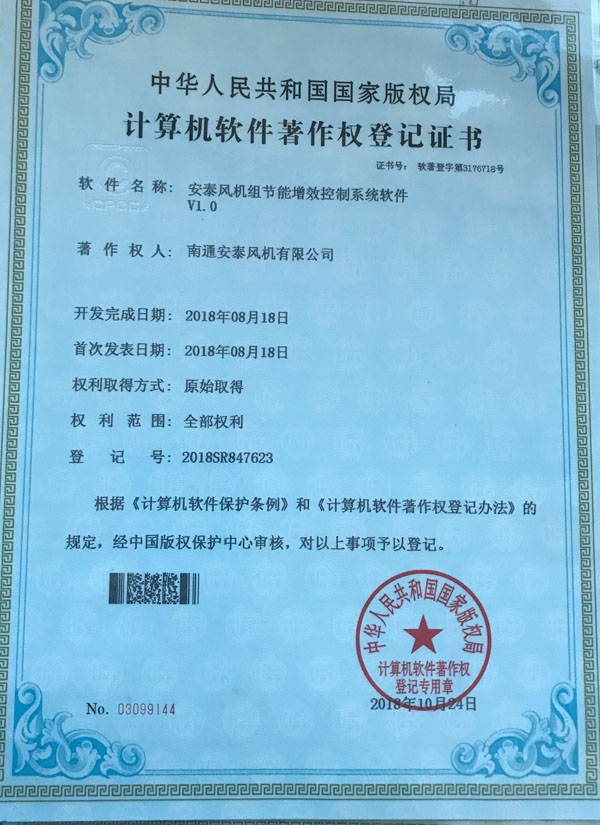 中华人民共和国国家版权局
计算机软件著作权登记证书
证书号： 软著登字第3176718号
软件名称： 安泰风机组节能增效控制系统软件
V1.0
著作权人： 南通安泰风机有限公司
开发完成日期： 2018年08月18日
首次发表日期： 2018年08月18日
权利取得方式： 原始取得
权利范围： 全部权利
登记号： 2018SR847623
根据《计算机软件保护条例》和《计算机软件著作权登记办法》的
规定，经中国版权保护中心审核，对以上事项予以登记。
中华人民共和国国家版权局
计算机软件著作权
登记专用章
No. 03099144
2018年10月24日